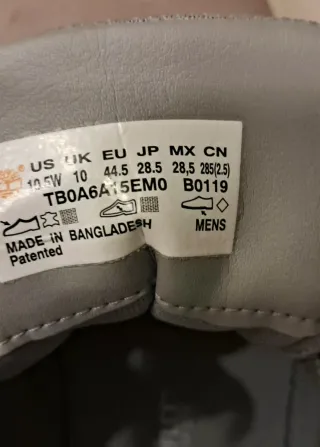 US UK EU JP MX CN
10.5W 10 44.5 28.5 28,5 285(2.5)
TB0A6A15EM0 B0119
MADE IN BANGLADESH MENS
Patented